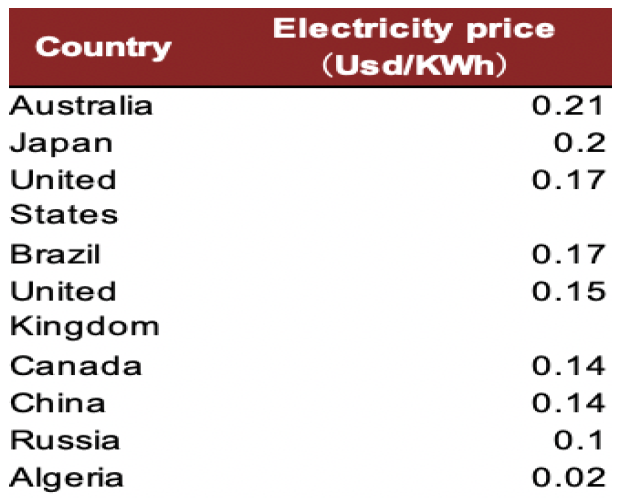 Country Electricity price
（Usd/KWh）
Australia 0.21
Japan 0.2
United 0.17
States
Brazil 0.17
United 0.15
Kingdom
Canada 0.14
China 0.14
Russia 0.1
Algeria 0.02